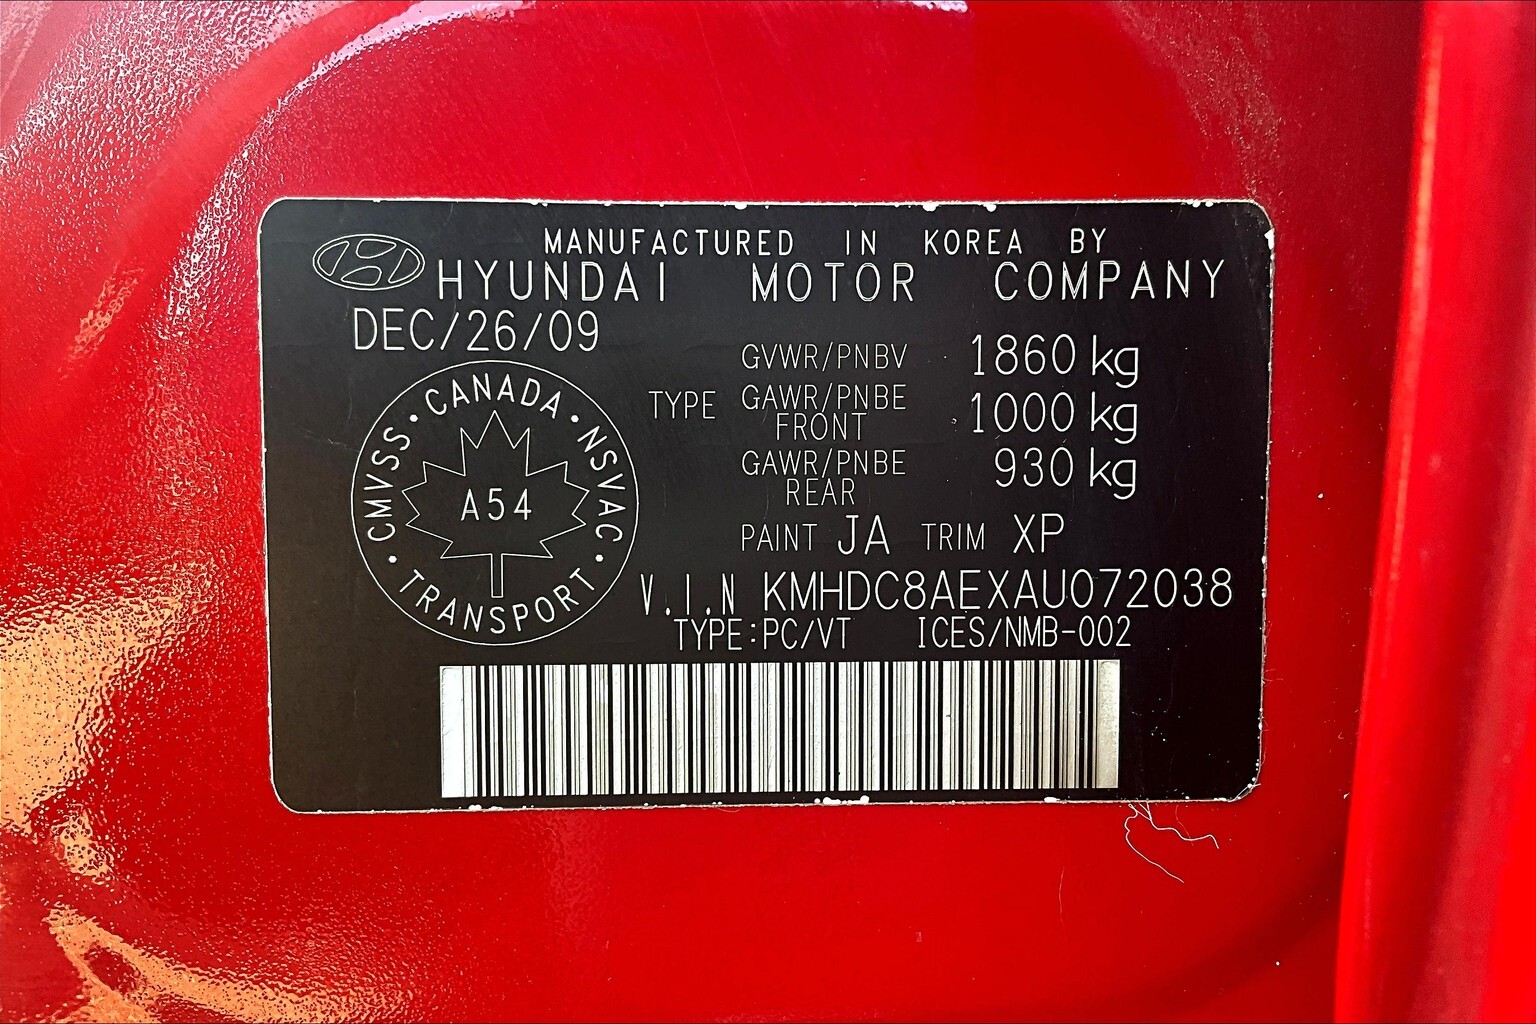 MANUFACTURED IN KOREA BY
HYUNDAI MOTOR COMPANY
DEC/26/09
GVWR/PNBV 1860 kg
TYPE GAWR/PNBE FRONT 1000 kg
GAWR/PNBE REAR 930 kg
CANADA • NSVAC • TRANSPORT • CMVSS •
A54
PAINT JA TRIM XP
V.I.N KMHDC8AEXAU072038
TYPE:PC/VT ICES/NMB-002